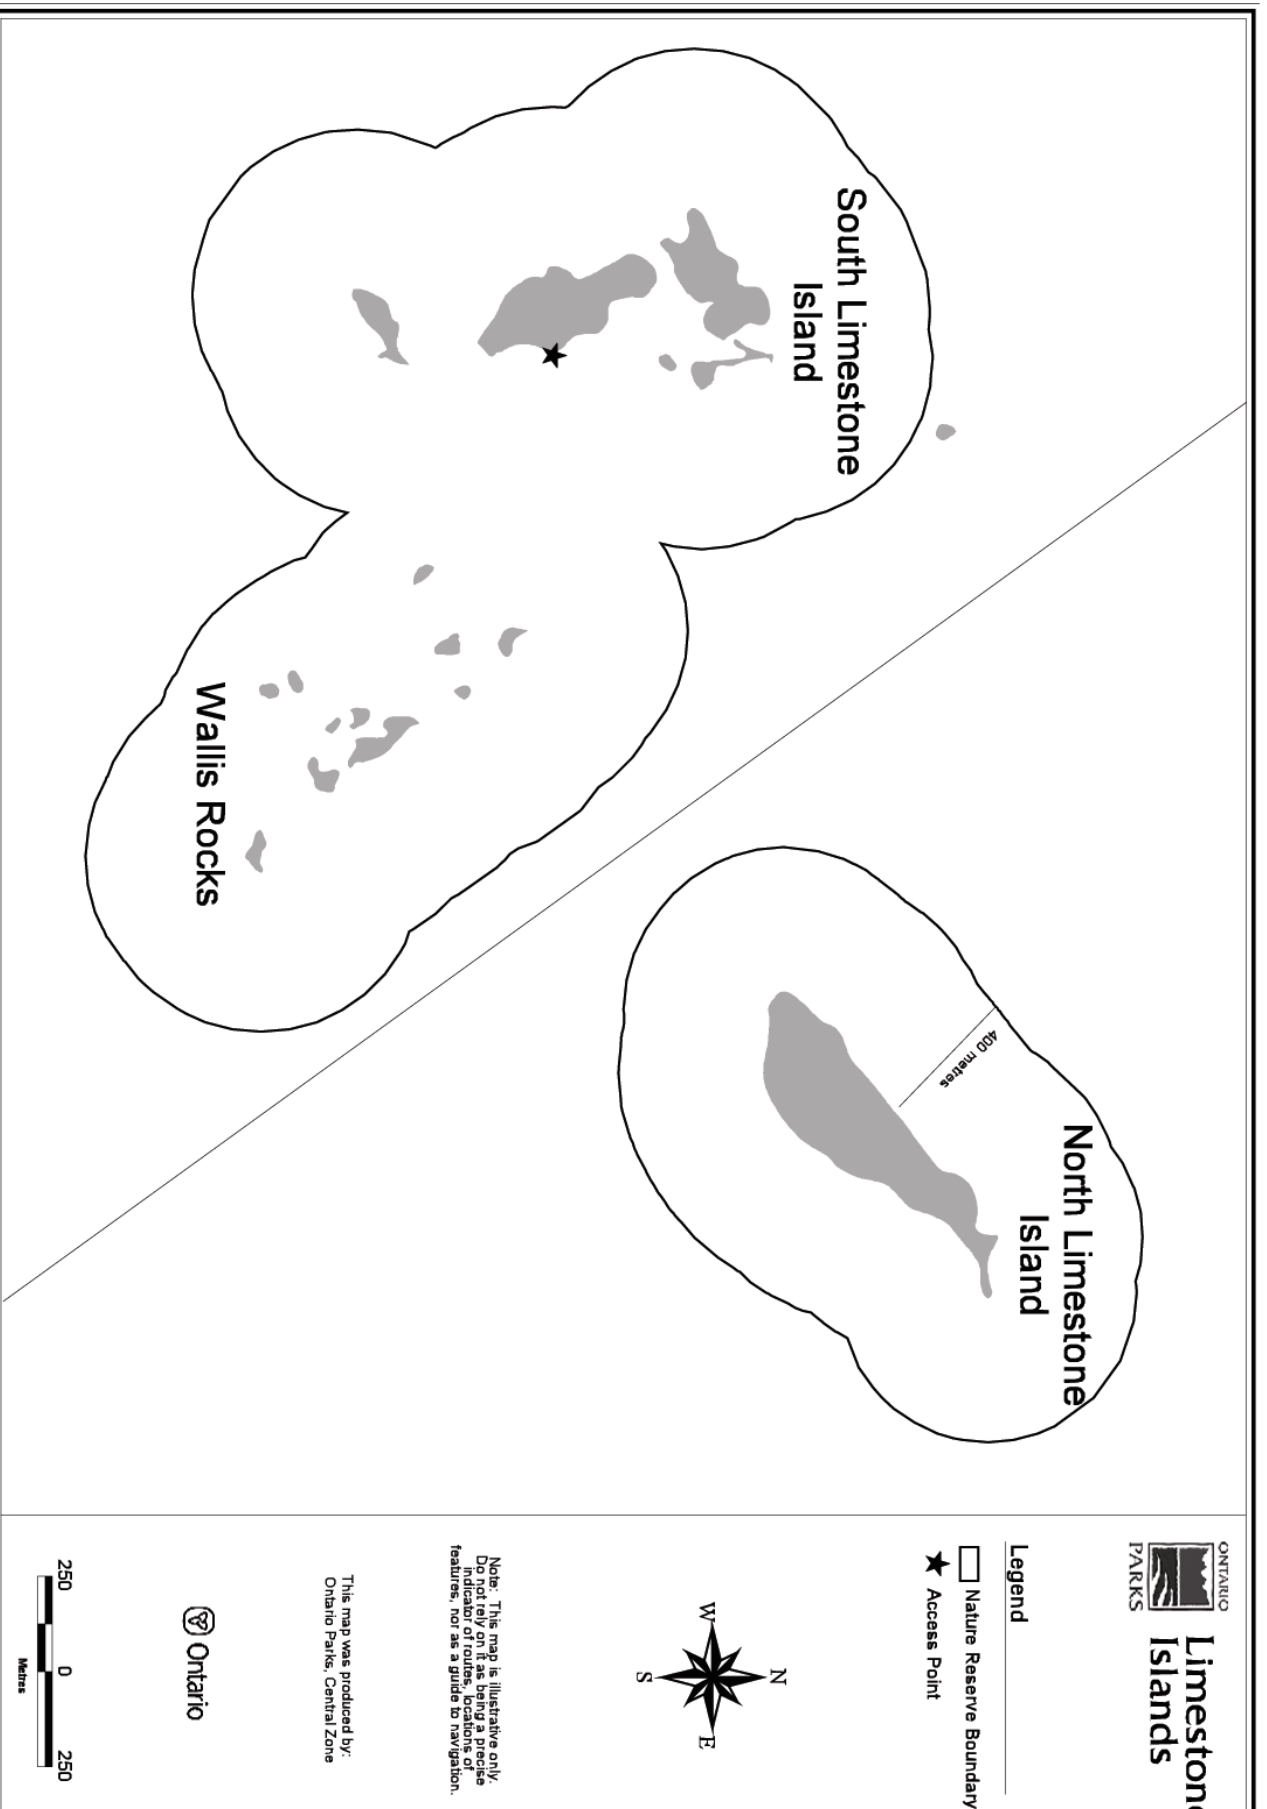 South Limestone
Island
Wallis Rocks
North Limestone
Island
400 metres
ONTARIO
PARKS
Limestone
Islands
Legend
Nature Reserve Boundary
Access Point
N
W
E
S
Note: This map is illustrative only.
Do not rely on it as being a precise
indicator of routes, locations of
features, nor as a guide to navigation.
This map was produced by:
Ontario Parks, Central Zone
Ontario
250 0 250
Metres